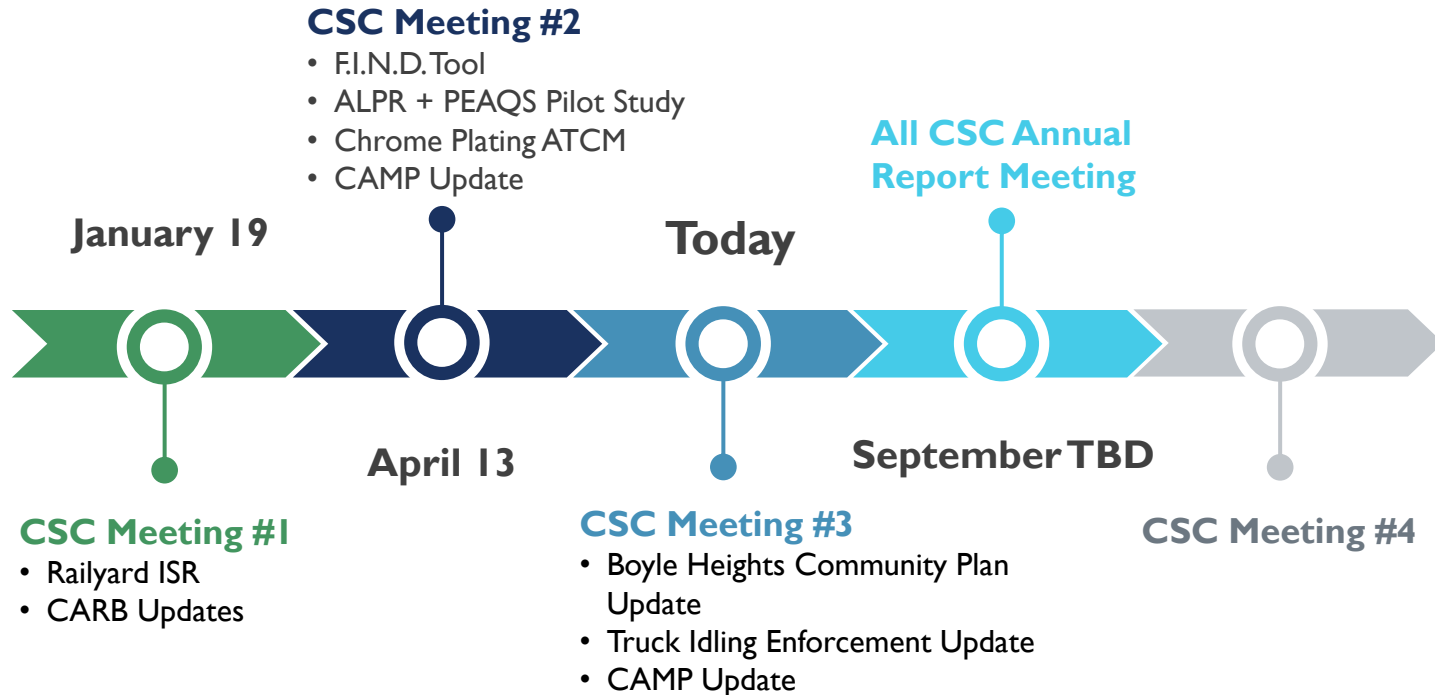 CSC Meeting #2
• F.I.N.D. Tool
• ALPR + PEAQS Pilot Study
• Chrome Plating ATCM
• CAMP Update
All CSC Annual
Report Meeting
January 19
Today
April 13
September TBD
CSC Meeting #1
• Railyard ISR
• CARB Updates
CSC Meeting #3
• Boyle Heights Community Plan
Update
• Truck Idling Enforcement Update
• CAMP Update
CSC Meeting #4